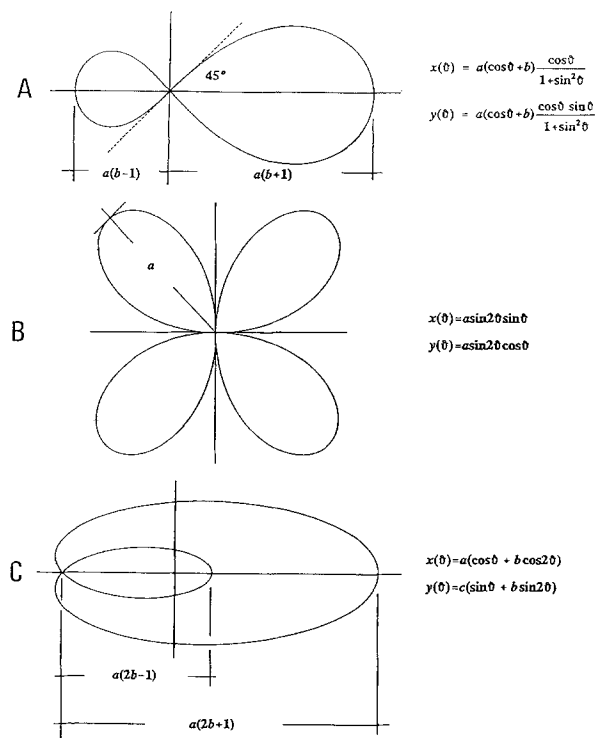 A
45°
x(ϑ) = a(cosϑ+b) cosϑ / 1+sin²ϑ
y(ϑ) = a(cosϑ+b) cosϑ sinϑ / 1+sin²ϑ
a(b-1)
a(b+1)
a
B
x(ϑ)=asin2ϑsinϑ
y(ϑ)=asin2ϑcosϑ
C
x(ϑ)=a(cosϑ + bcos2ϑ)
y(ϑ)=c(sinϑ + bsin2ϑ)
a(2b-1)
a(2b+1)